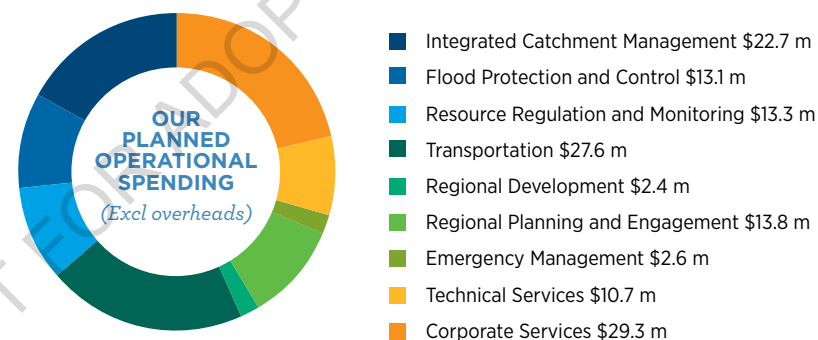 OUR
PLANNED
OPERATIONAL
SPENDING
(Excl overheads)
Integrated Catchment Management $22.7 m
Flood Protection and Control $13.1 m
Resource Regulation and Monitoring $13.3 m
Transportation $27.6 m
Regional Development $2.4 m
Regional Planning and Engagement $13.8 m
Emergency Management $2.6 m
Technical Services $10.7 m
Corporate Services $29.3 m
T FOR ADOP